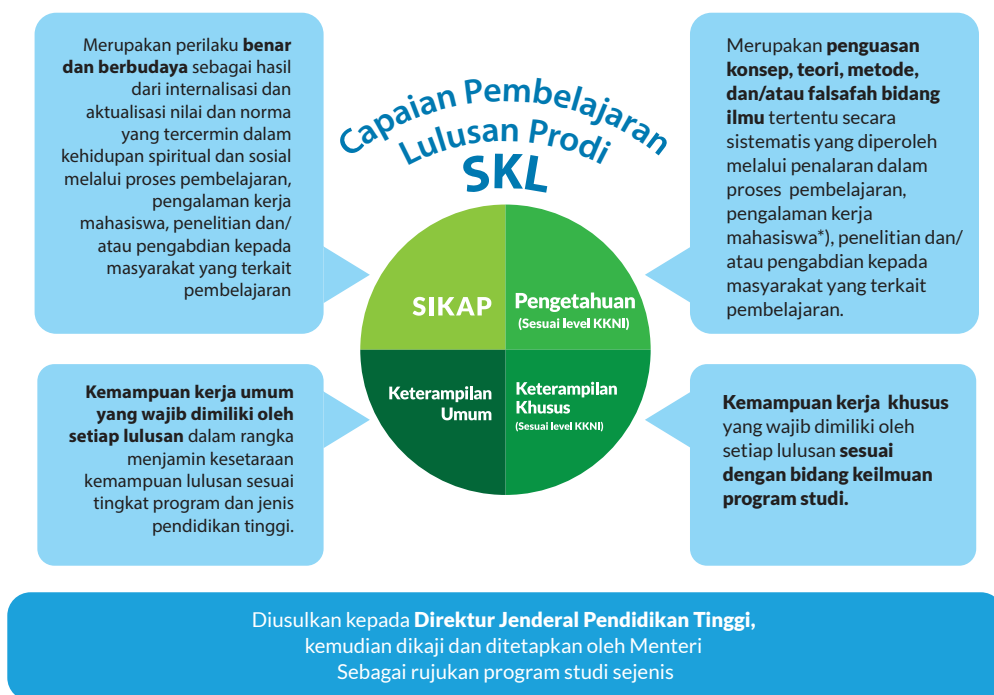 Capaian Pembelajaran
Lulusan Prodi
SKL
Merupakan perilaku benar
dan berbudaya sebagai hasil
dari internalisasi dan
aktualisasi nilai dan norma
yang tercermin dalam
kehidupan spiritual dan sosial
melalui proses pembelajaran,
pengalaman kerja
mahasiswa, penelitian dan/
atau pengabdian kepada
masyarakat yang terkait
pembelajaran
Merupakan penguasan
konsep, teori, metode,
dan/atau falsafah bidang
ilmu tertentu secara
sistematis yang diperoleh
melalui penalaran dalam
proses pembelajaran,
pengalaman kerja
mahasiswa*), penelitian dan/
atau pengabdian kepada
masyarakat yang terkait
pembelajaran.
SIKAP
Pengetahuan
(Sesuai level KKNI)
Keterampilan
Umum
Keterampilan
Khusus
(Sesuai level KKNI)
Kemampuan kerja umum
yang wajib dimiliki oleh
setiap lulusan dalam rangka
menjamin kesetaraan
kemampuan lulusan sesuai
tingkat program dan jenis
pendidikan tinggi.
Kemampuan kerja khusus
yang wajib dimiliki oleh
setiap lulusan sesuai
dengan bidang keilmuan
program studi.
Diusulkan kepada Direktur Jenderal Pendidikan Tinggi,
kemudian dikaji dan ditetapkan oleh Menteri
Sebagai rujukan program studi sejenis